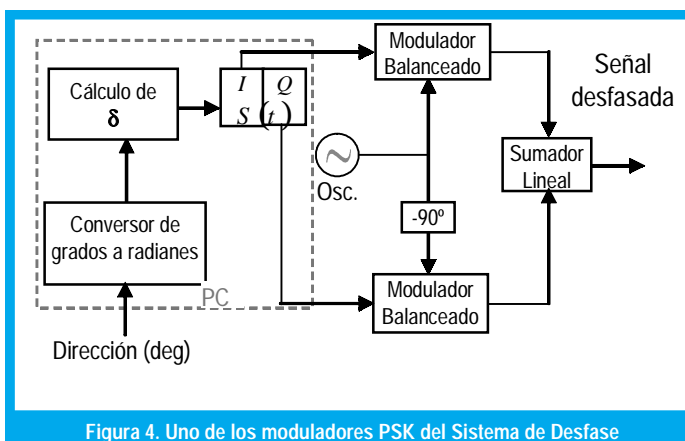 Modulador
Balanceado
Señal
desfasada
Cálculo de
δ
I Q
S (t)
Sumador
Lineal
Osc.
-90º
Conversor de
grados a radianes
PC
Modulador
Balanceado
Dirección (deg)
Figura 4. Uno de los moduladores PSK del Sistema de Desfase